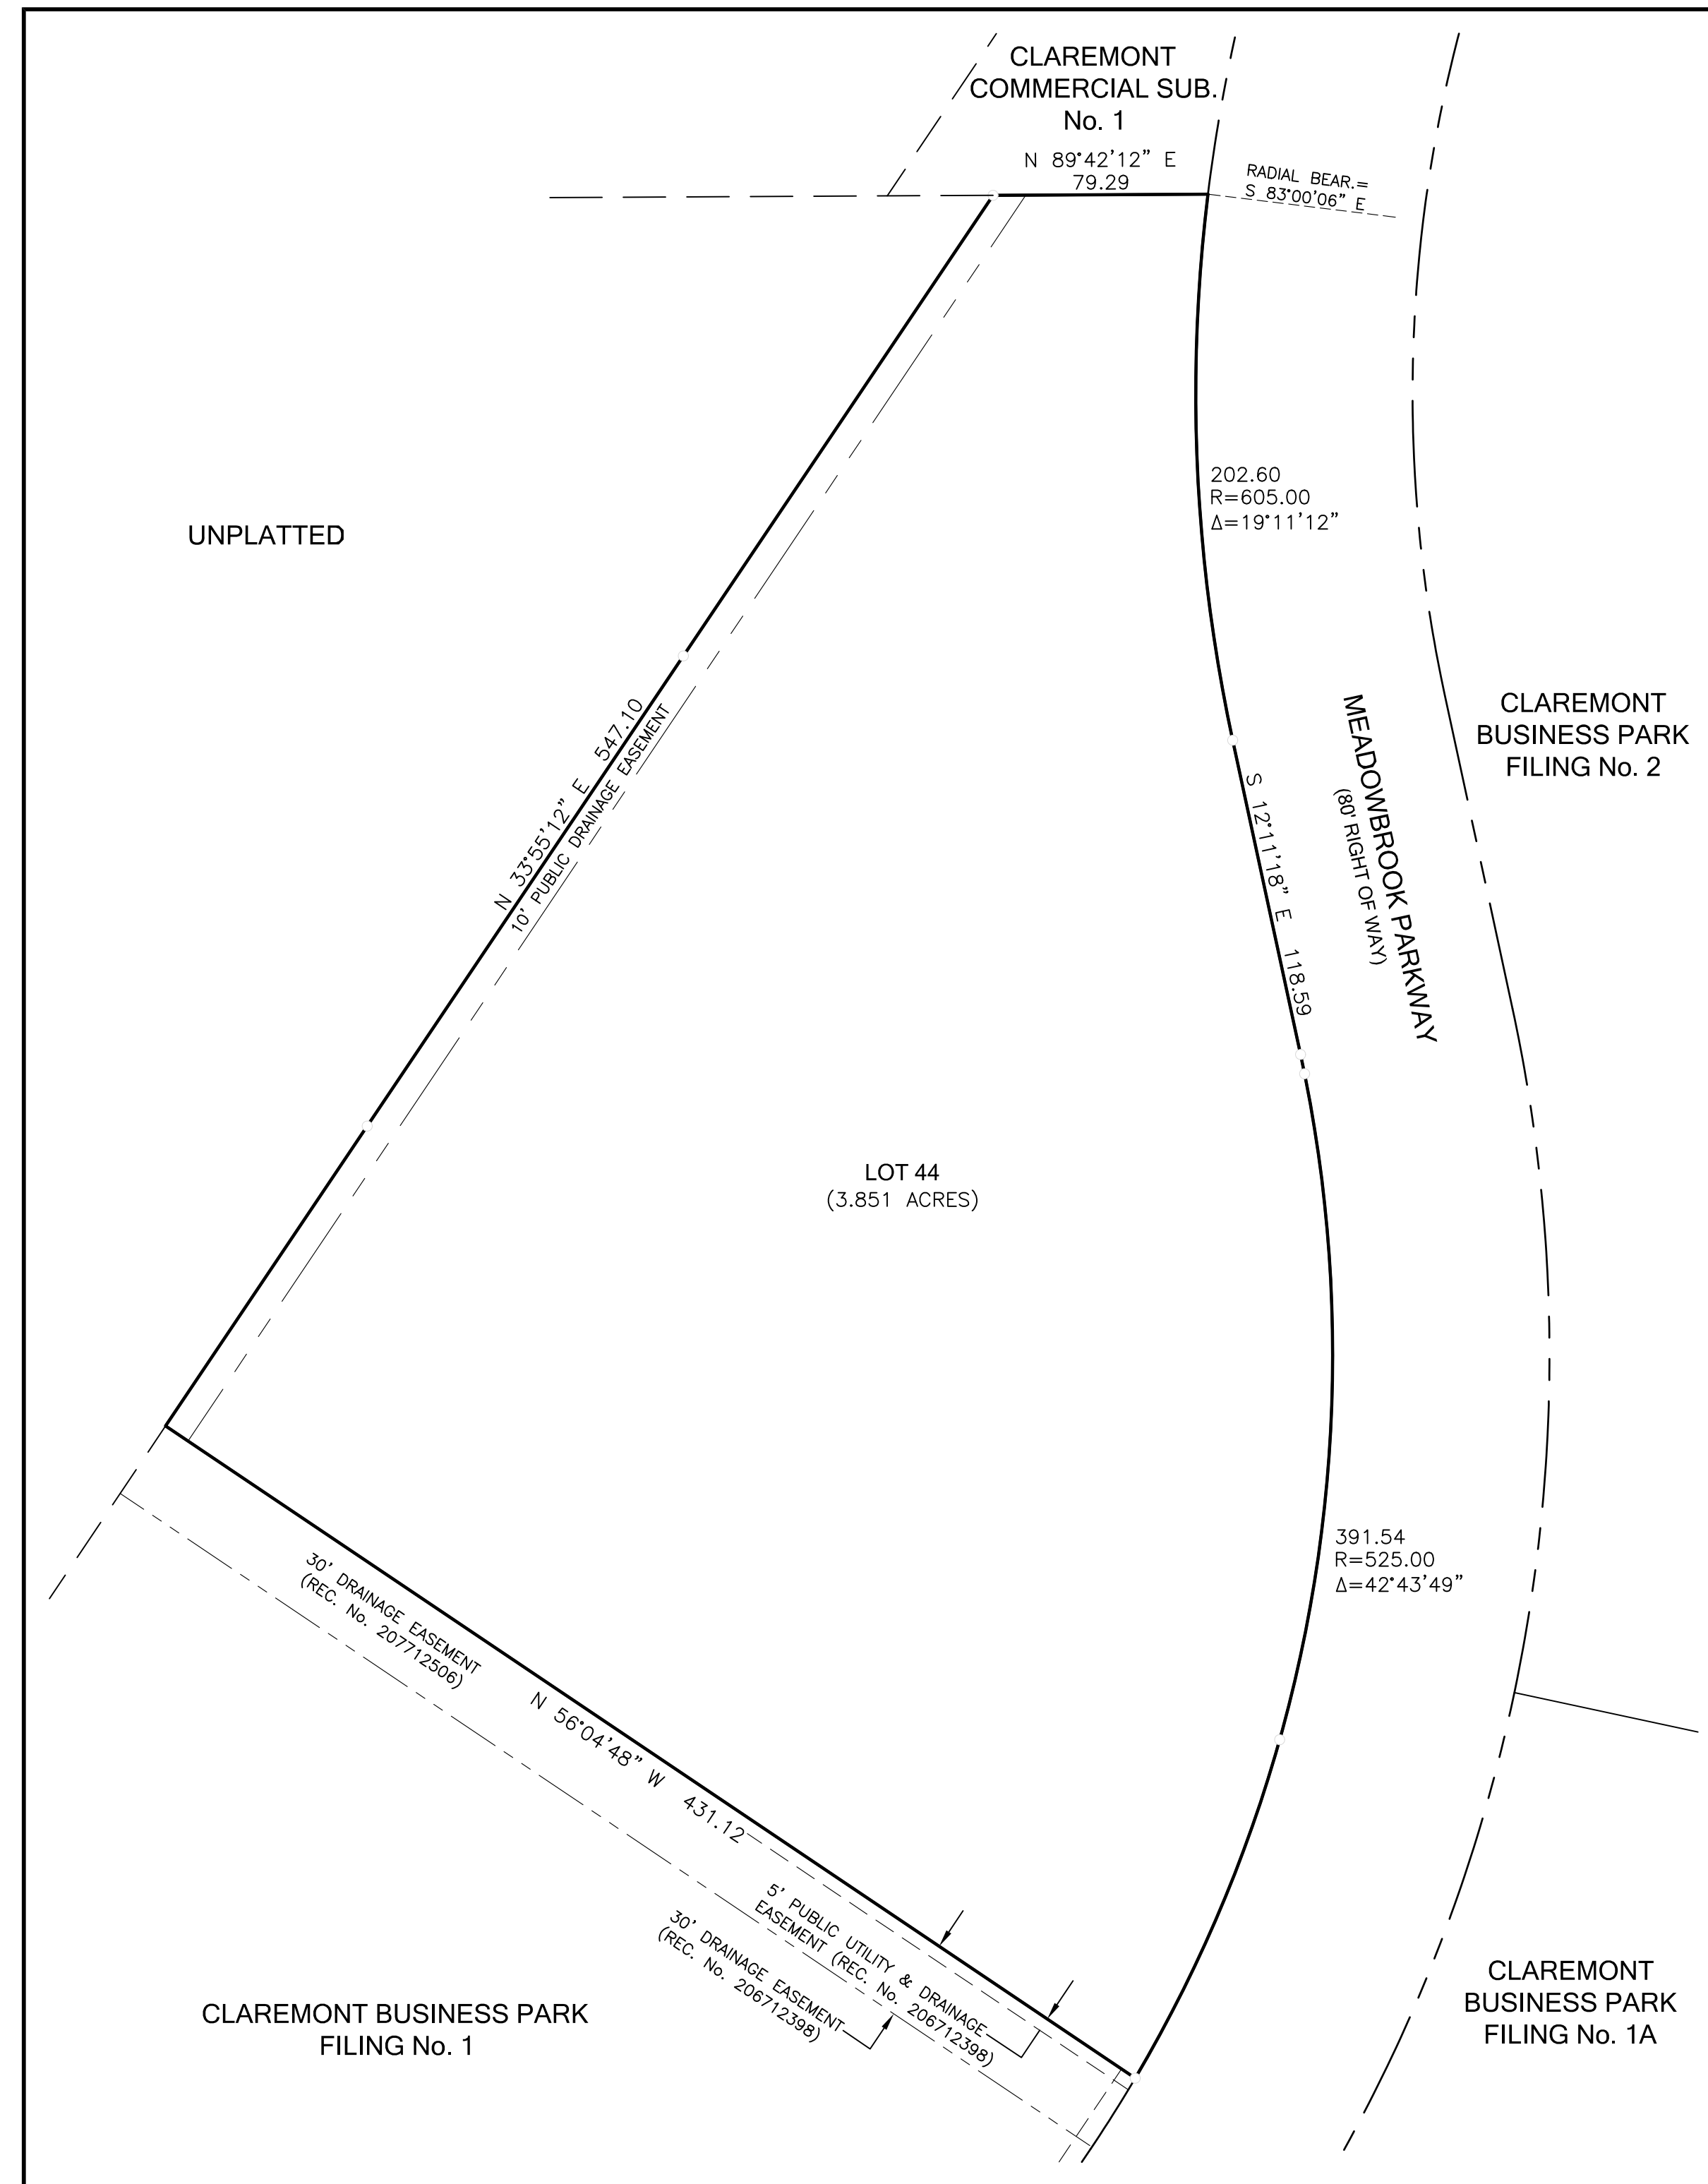 CLAREMONT
COMMERCIAL SUB.
No. 1
N 89°42'12" E
79.29
RADIAL BEAR.=
S 83°00'06" E
202.60
R=605.00
Δ=19°11'12"
UNPLATTED
N 33°55'12" E 547.10
10' PUBLIC DRAINAGE EASEMENT
S 12°11'18" E 118.59
MEADOWBROOK PARKWAY
(80' RIGHT OF WAY)
CLAREMONT
BUSINESS PARK
FILING No. 2
LOT 44
(3.851 ACRES)
391.54
R=525.00
Δ=42°43'49"
30' DRAINAGE EASEMENT
(REC. No. 207712506)
N 56°04'48" W 431.12
5' PUBLIC UTILITY & DRAINAGE
EASEMENT (REC. No. 206712398)
30' DRAINAGE EASEMENT
(REC. No. 206712398)
CLAREMONT BUSINESS PARK
FILING No. 1
CLAREMONT
BUSINESS PARK
FILING No. 1A